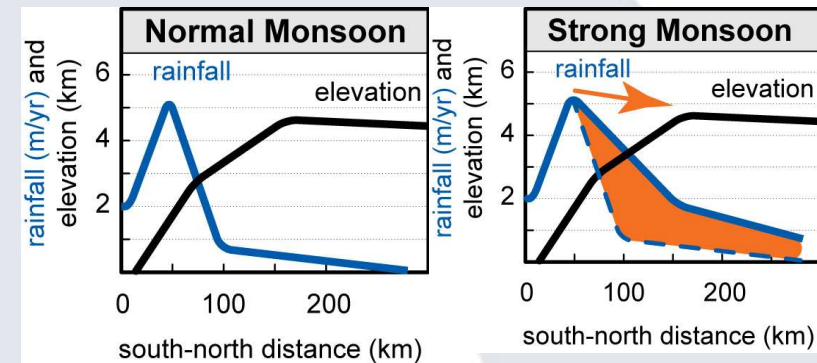 Normal Monsoon
rainfall (m/yr) and
elevation (km)
6
4
2
rainfall
elevation
0 100 200
south-north distance (km)
Strong Monsoon
rainfall (m/yr) and
elevation (km)
6
4
2
rainfall
elevation
0 100 200
south-north distance (km)